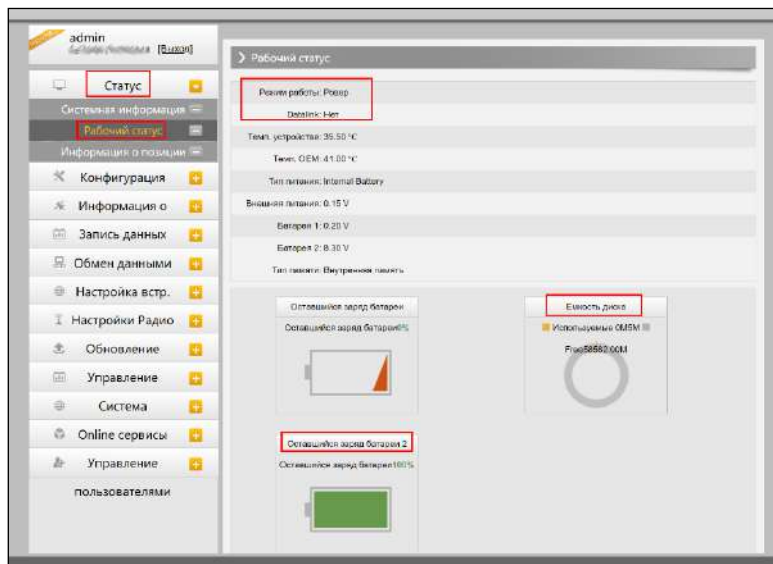 admin
[Выход]
Статус
Системная информация
Рабочий статус
Информация о позиции
Конфигурация
Информация о
Запись данных
Обмен данными
Настройка встр.
Настройки Радио
Обновление
Управление
Система
Online сервисы
Управление
пользователями
Рабочий статус
Режим работы: Ровер
Datalink: Нет
Темп. устройства: 35.50 °C
Темп. OEM: 41.00 °C
Тип питания: Internal Battery
Внешняя питания: 0.15 V
Батарея 1: 0.20 V
Батарея 2: 8.30 V
Тип памяти: Внутренняя память
Оставшийся заряд батареи
Оставшийся заряд батареи0%
Емкость диска
Используемые 0M5M
Free58562.00M
Оставшийся заряд батареи 2
Оставшийся заряд батареи100%